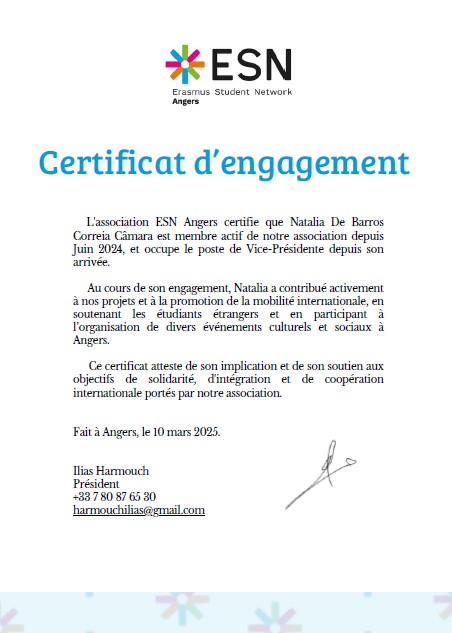 ESN
Erasmus Student Network
Angers
Certificat d'engagement
L'association ESN Angers certifie que Natalia De Barros
Correia Câmara est membre actif de notre association depuis
Juin 2024, et occupe le poste de Vice-Présidente depuis son
arrivée.
Au cours de son engagement, Natalia a contribué activement
à nos projets et à la promotion de la mobilité internationale, en
soutenant les étudiants étrangers et en participant à
l'organisation de divers événements culturels et sociaux à
Angers.
Ce certificat atteste de son implication et de son soutien aux
objectifs de solidarité, d'intégration et de coopération
internationale portés par notre association.
Fait à Angers, le 10 mars 2025.
Ilias Harmouch
Président
+33 7 80 87 65 30
harmouchilias@gmail.com